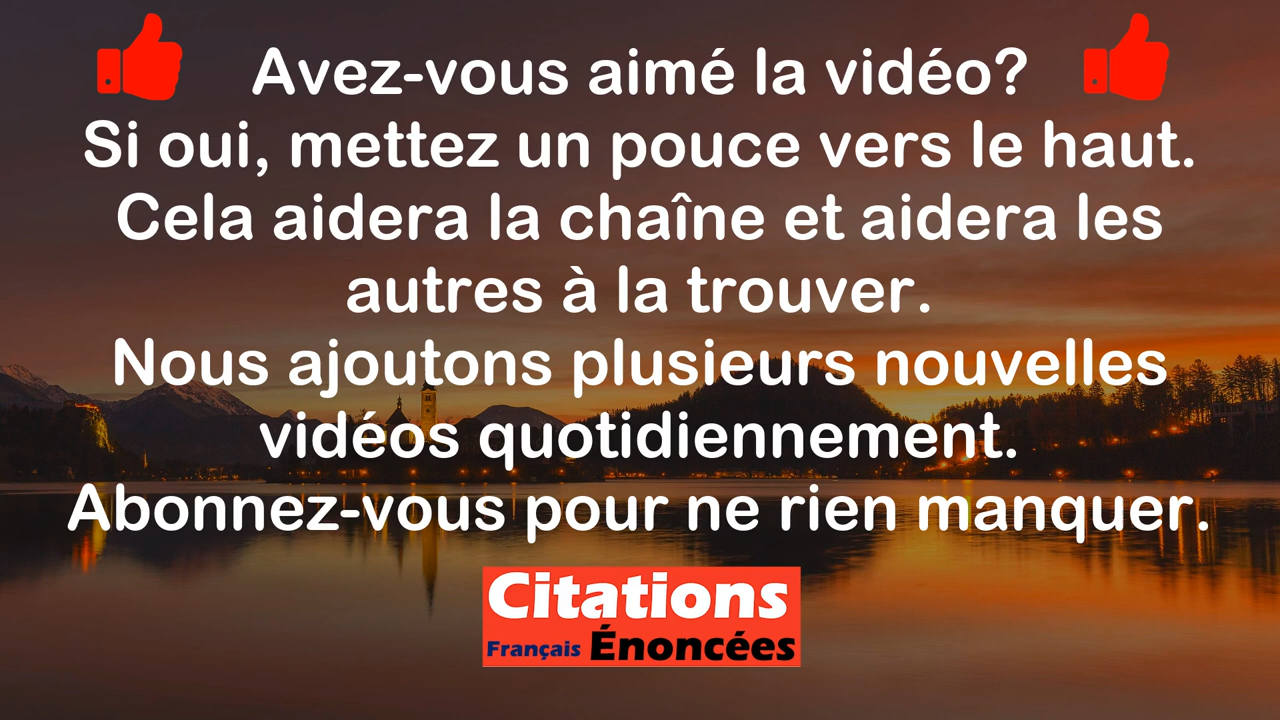 Avez-vous aimé la vidéo?
Si oui, mettez un pouce vers le haut.
Cela aidera la chaîne et aidera les
autres à la trouver.
Nous ajoutons plusieurs nouvelles
vidéos quotidiennement.
Abonnez-vous pour ne rien manquer.
Citations
Français Énoncées